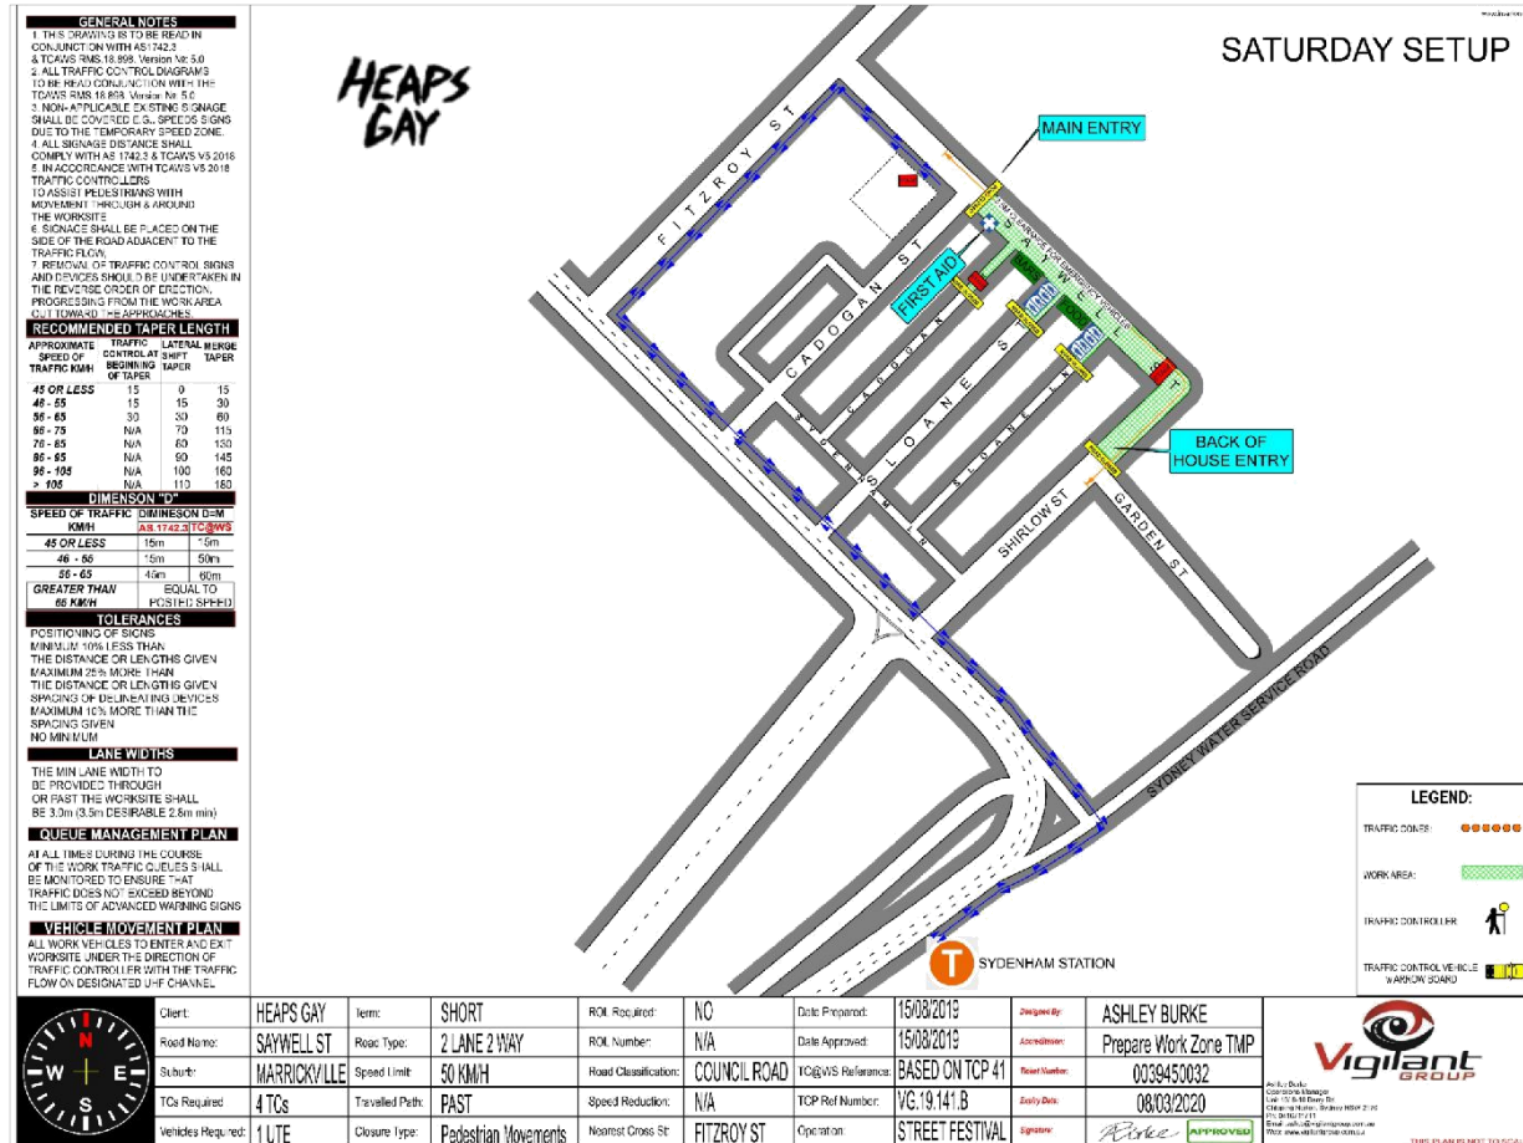 GENERAL NOTES
1. THIS DRAWING IS TO BE READ IN
CONJUNCTION WITH AS1742.3
& TCAWS RMS.18.898. Version Nr: 5.0
2. ALL TRAFFIC CONTROL DIAGRAMS
TO BE READ CONJUNCTION WITH THE
TCAWS RMS.18.898. Version Nr. 5.0
3. NON- APPLICABLE EXISTING SIGNAGE
SHALL BE COVERED E.G., SPEEDS SIGNS
DUE TO THE TEMPORARY SPEED ZONE.
4. ALL SIGNAGE DISTANCE SHALL
COMPLY WITH AS 1742.3 & TCAWS V5 2018
5. IN ACCORDANCE WITH TCAWS V5 2018
TRAFFIC CONTROLLERS
TO ASSIST PEDESTRIANS WITH
MOVEMENT THROUGH & AROUND
THE WORKSITE
6. SIGNAGE SHALL BE PLACED ON THE
SIDE OF THE ROAD ADJACENT TO THE
TRAFFIC FLOW.
7. REMOVAL OF TRAFFIC CONTROL SIGNS
AND DEVICES SHOULD BE UNDERTAKEN IN
THE REVERSE ORDER OF ERECTION,
PROGRESSING FROM THE WORK AREA
OUT TOWARD THE APPROACHES.
RECOMMENDED TAPER LENGTH
APPROXIMATE SPEED OF TRAFFIC KM/H TRAFFIC CONTROL AT BEGINNING OF TAPER LATERAL SHIFT TAPER MERGE TAPER
45 OR LESS 15 0 15
46 - 55 15 15 30
56 - 65 30 30 60
66 - 75 N/A 70 115
76 - 85 N/A 80 130
86 - 95 N/A 90 145
96 - 105 N/A 100 160
> 105 N/A 110 180
DIMENSON "D"
SPEED OF TRAFFIC KM/H DIMINESON D=M
AS.1742.3 TC@WS
45 OR LESS 15m 15m
46 - 55 15m 50m
56 - 65 45m 60m
GREATER THAN 65 KM/H EQUAL TO POSTED SPEED
TOLERANCES
POSITIONING OF SIGNS
MINIMUM 10% LESS THAN
THE DISTANCE OR LENGTHS GIVEN
MAXIMUM 25% MORE THAN
THE DISTANCE OR LENGTHS GIVEN
SPACING OF DELINEATING DEVICES
MAXIMUM 10% MORE THAN THE
SPACING GIVEN
NO MINIMUM
LANE WIDTHS
THE MIN LANE WIDTH TO
BE PROVIDED THROUGH
OR PAST THE WORKSITE SHALL
BE 3.0m (3.5m DESIRABLE 2.8m min)
QUEUE MANAGEMENT PLAN
AT ALL TIMES DURING THE COURSE
OF THE WORK TRAFFIC QUEUES SHALL
BE MONITORED TO ENSURE THAT
TRAFFIC DOES NOT EXCEED BEYOND
THE LIMITS OF ADVANCED WARNING SIGNS
VEHICLE MOVEMENT PLAN
ALL WORK VEHICLES TO ENTER AND EXIT
WORKSITE UNDER THE DIRECTION OF
TRAFFIC CONTROLLER WITH THE TRAFFIC
FLOW ON DESIGNATED UHF CHANNEL
HEAPS
GAY
SATURDAY SETUP
MAIN ENTRY
FIRST AID
BACK OF
HOUSE ENTRY
FITZROY ST
CADOGAN ST
CADOGAN
SLOANE ST
SLOANE LN
SAYWELL ST
CLEARANCE FOR EMERGENCY VEHICLES
BARS
FOOD
SHIRLOW ST
GARDEN ST
SYDNEY WATER SERVICE ROAD
T SYDENHAM STATION
LEGEND:
TRAFFIC CONES:
WORK AREA:
TRAFFIC CONTROLLER
TRAFFIC CONTROL VEHICLE
W ARROW BOARD
N
W E
S
Client: HEAPS GAY Term: SHORT ROL Required: NO Date Prepared: 15/08/2019 Designed By: ASHLEY BURKE
Road Name: SAYWELL ST Road Type: 2 LANE 2 WAY ROL Number: N/A Date Approved: 15/08/2019 Accreditation: Prepare Work Zone TMP
Suburb: MARRICKVILLE Speed Limit: 50 KM/H Road Classification: COUNCIL ROAD TC@WS Reference: BASED ON TCP 41 Ticket Number: 0039450032
TCs Required 4 TCs Travelled Path: PAST Speed Reduction: N/A TCP Ref Number: VG.19.141.B Expiry Date: 08/03/2020
Vehicles Required: 1 UTE Closure Type: Pedestrian Movements Nearest Cross St: FITZROY ST Operation: STREET FESTIVAL Signature: APPROVED
Vigilant
GROUP
Ashley Burke
Operations Manager
THIS PLAN IS NOT TO SCALE